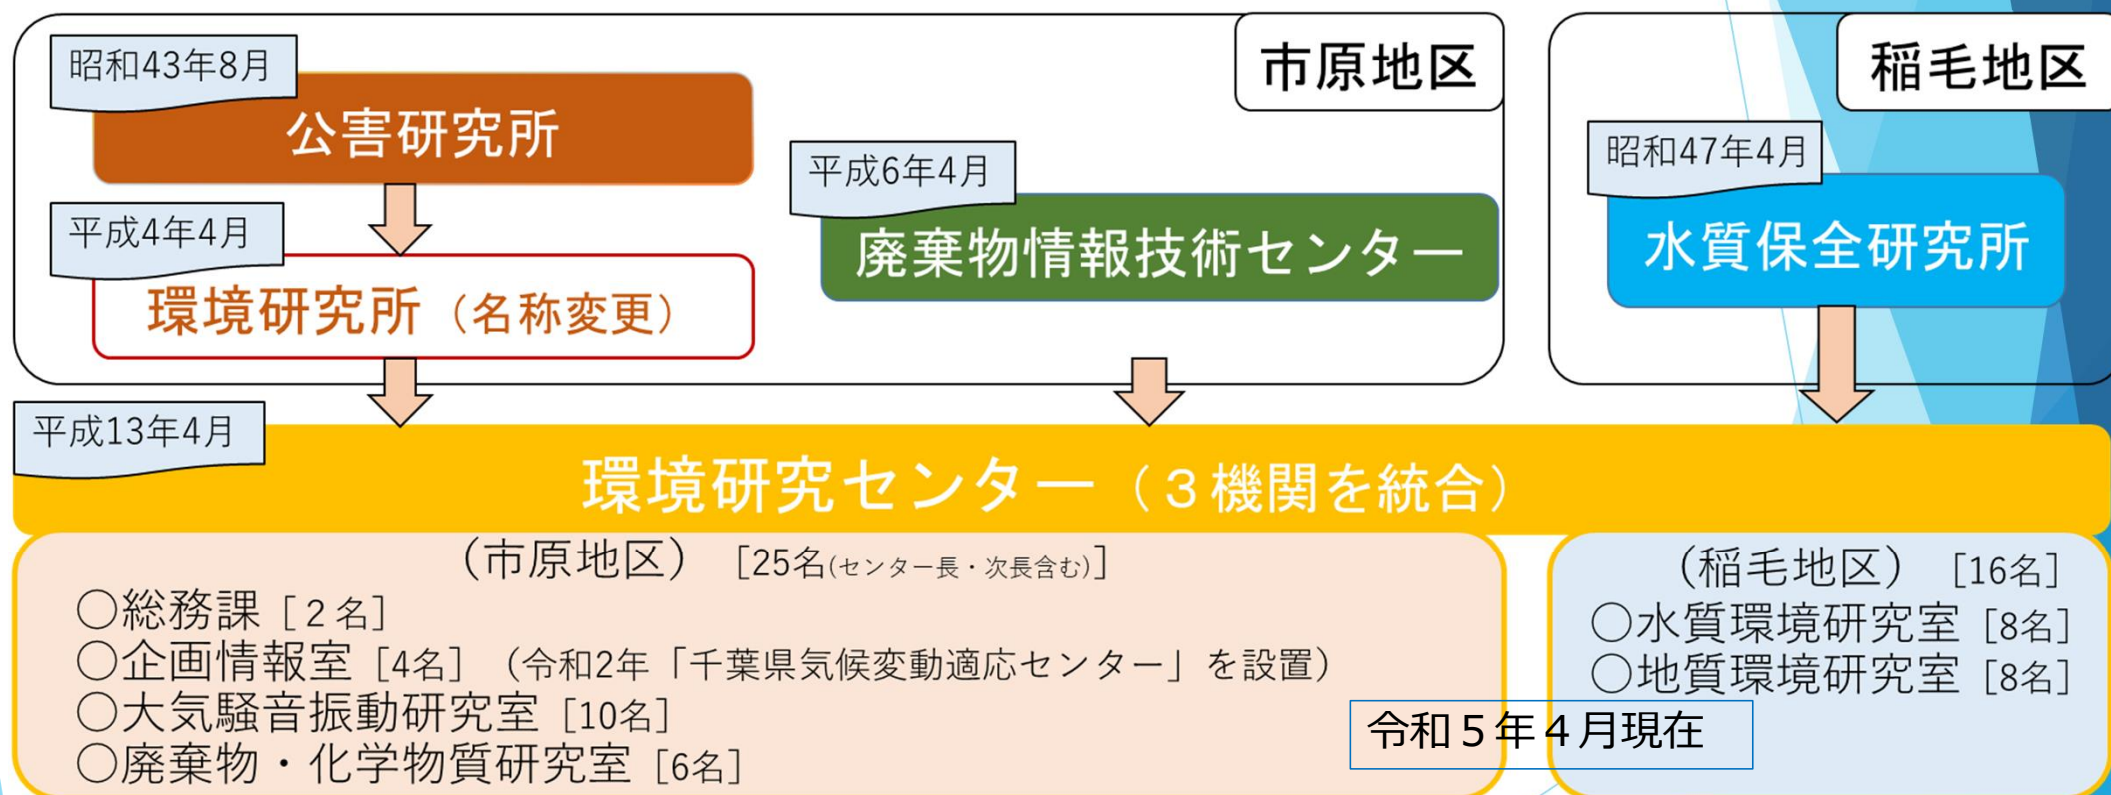 市原地区
昭和43年8月
公害研究所
平成4年4月
環境研究所（名称変更）
平成6年4月
廃棄物情報技術センター
稲毛地区
昭和47年4月
水質保全研究所
平成13年4月
環境研究センター（３機関を統合）
（市原地区） [25名(センター長・次長含む)]
○総務課 [２名]
○企画情報室 [4名] （令和2年「千葉県気候変動適応センター」を設置）
○大気騒音振動研究室 [10名]
○廃棄物・化学物質研究室 [6名]
（稲毛地区） [16名]
○水質環境研究室 [8名]
○地質環境研究室 [8名]
令和５年４月現在